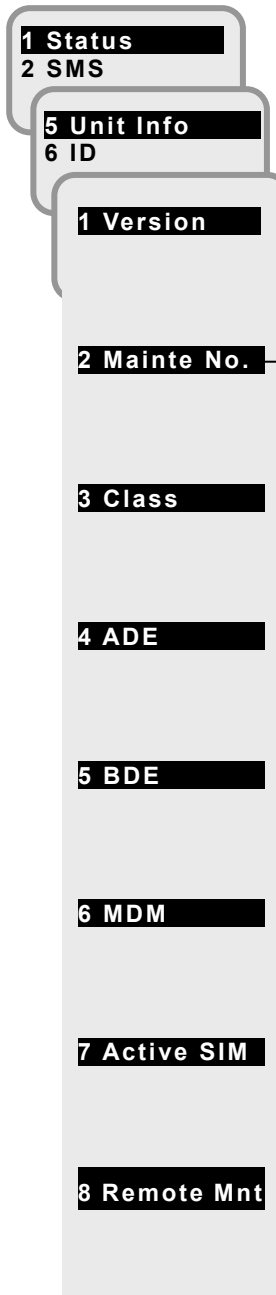 1 Status
2 SMS
5 Unit Info
6 ID
1 Version
2 Mainte No.
3 Class
4 ADE
5 BDE
6 MDM
7 Active SIM
8 Remote Mnt